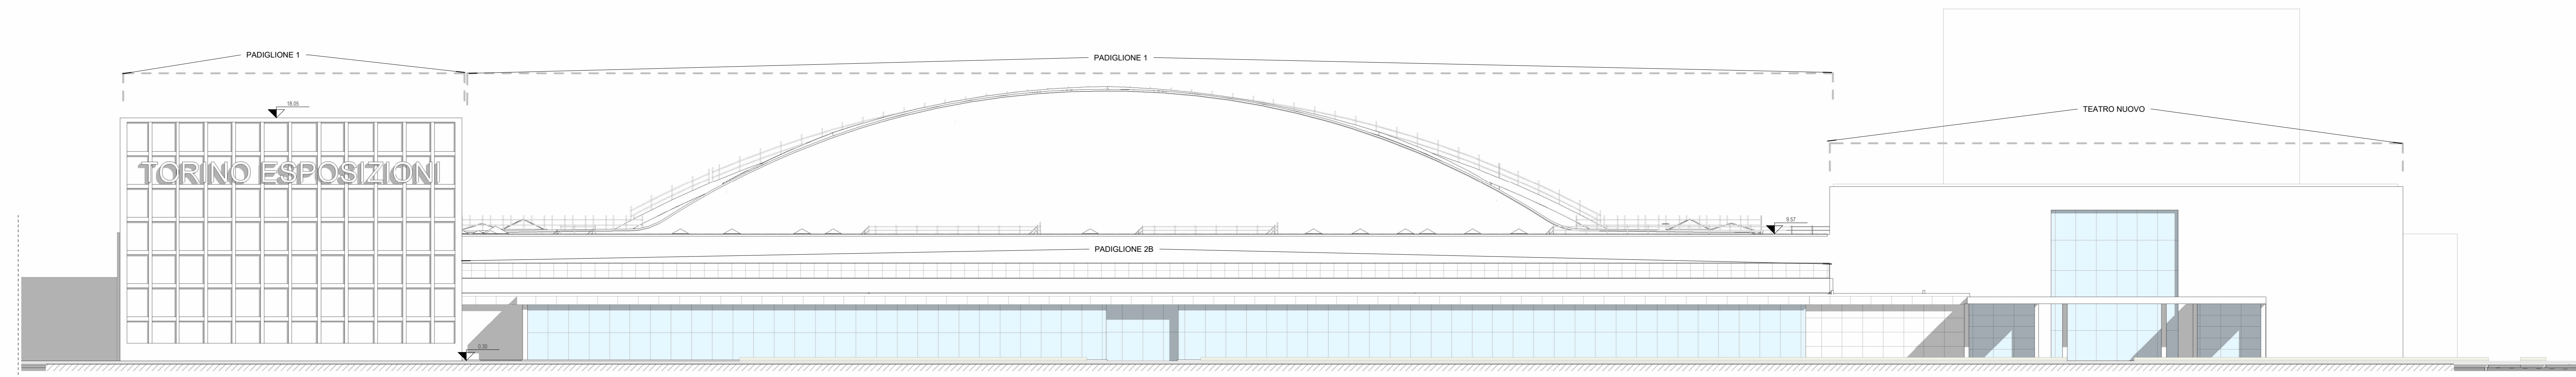 PADIGLIONE 1
PADIGLIONE 1
18.05
TEATRO NUOVO
TORINO ESPOSIZIONI
9.57
PADIGLIONE 2B
0.30